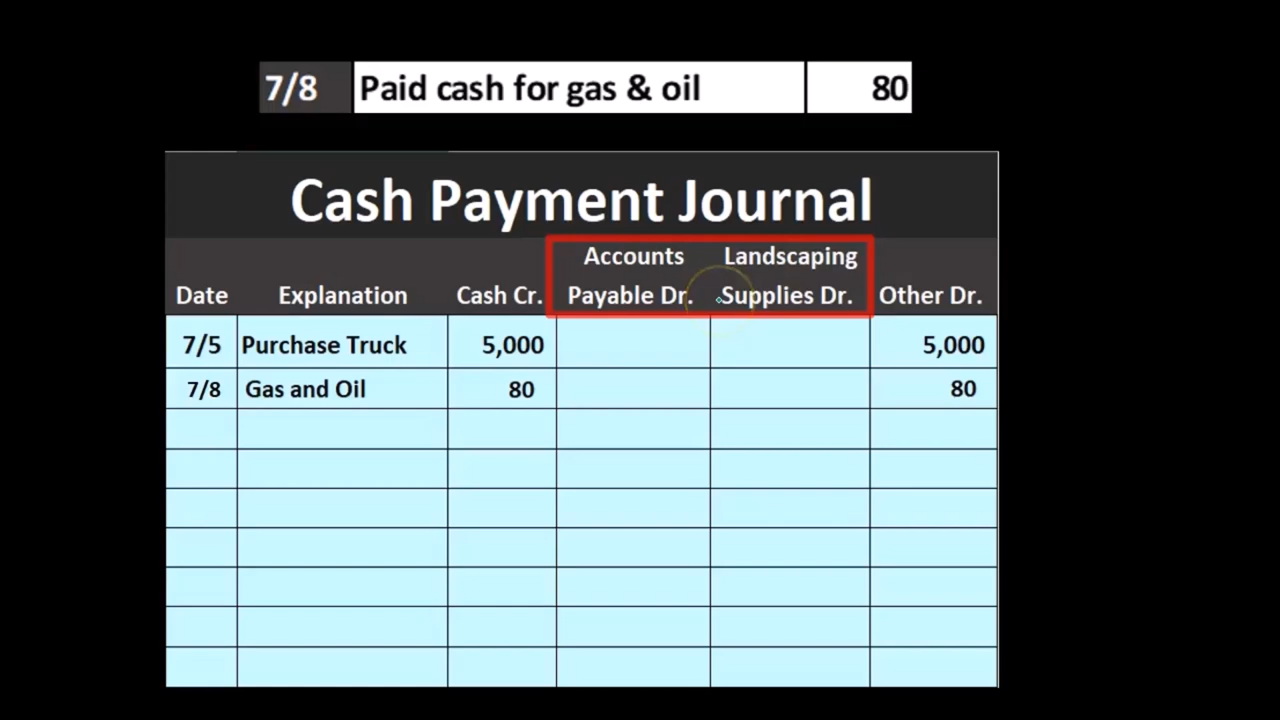 7/8 Paid cash for gas & oil 80
Cash Payment Journal
Accounts Landscaping
Date Explanation Cash Cr. Payable Dr. Supplies Dr. Other Dr.
7/5 Purchase Truck 5,000 5,000
7/8 Gas and Oil 80 80